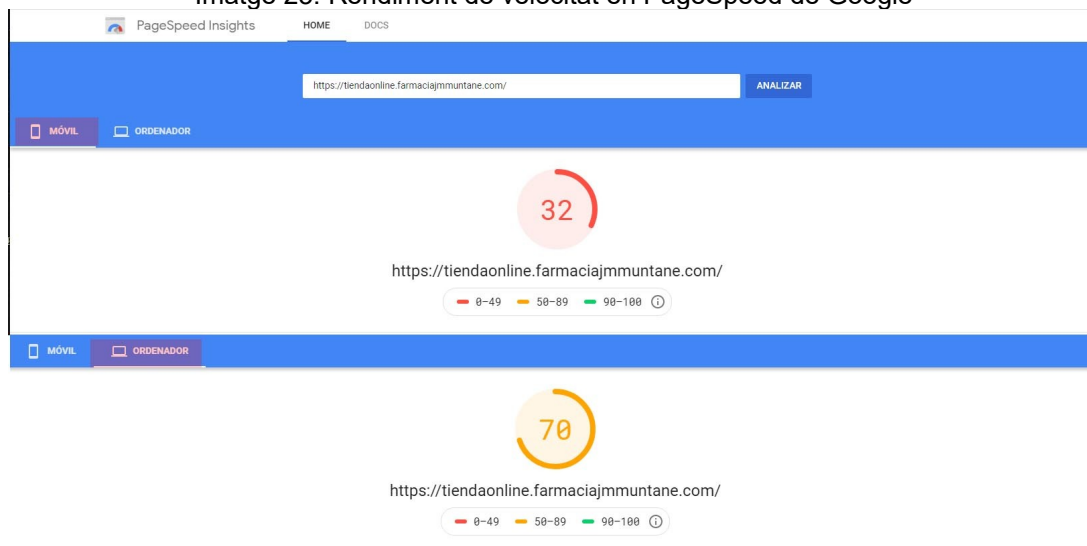 Imatge 29. Rendiment de velocitat en PageSpeed de Google
PageSpeed Insights HOME DOCS
https://tiendaonline.farmaciajmmuntane.com/ ANALIZAR
MÓVIL ORDENADOR
32
https://tiendaonline.farmaciajmmuntane.com/
0-49 50-89 90-100
MÓVIL ORDENADOR
70
https://tiendaonline.farmaciajmmuntane.com/
0-49 50-89 90-100